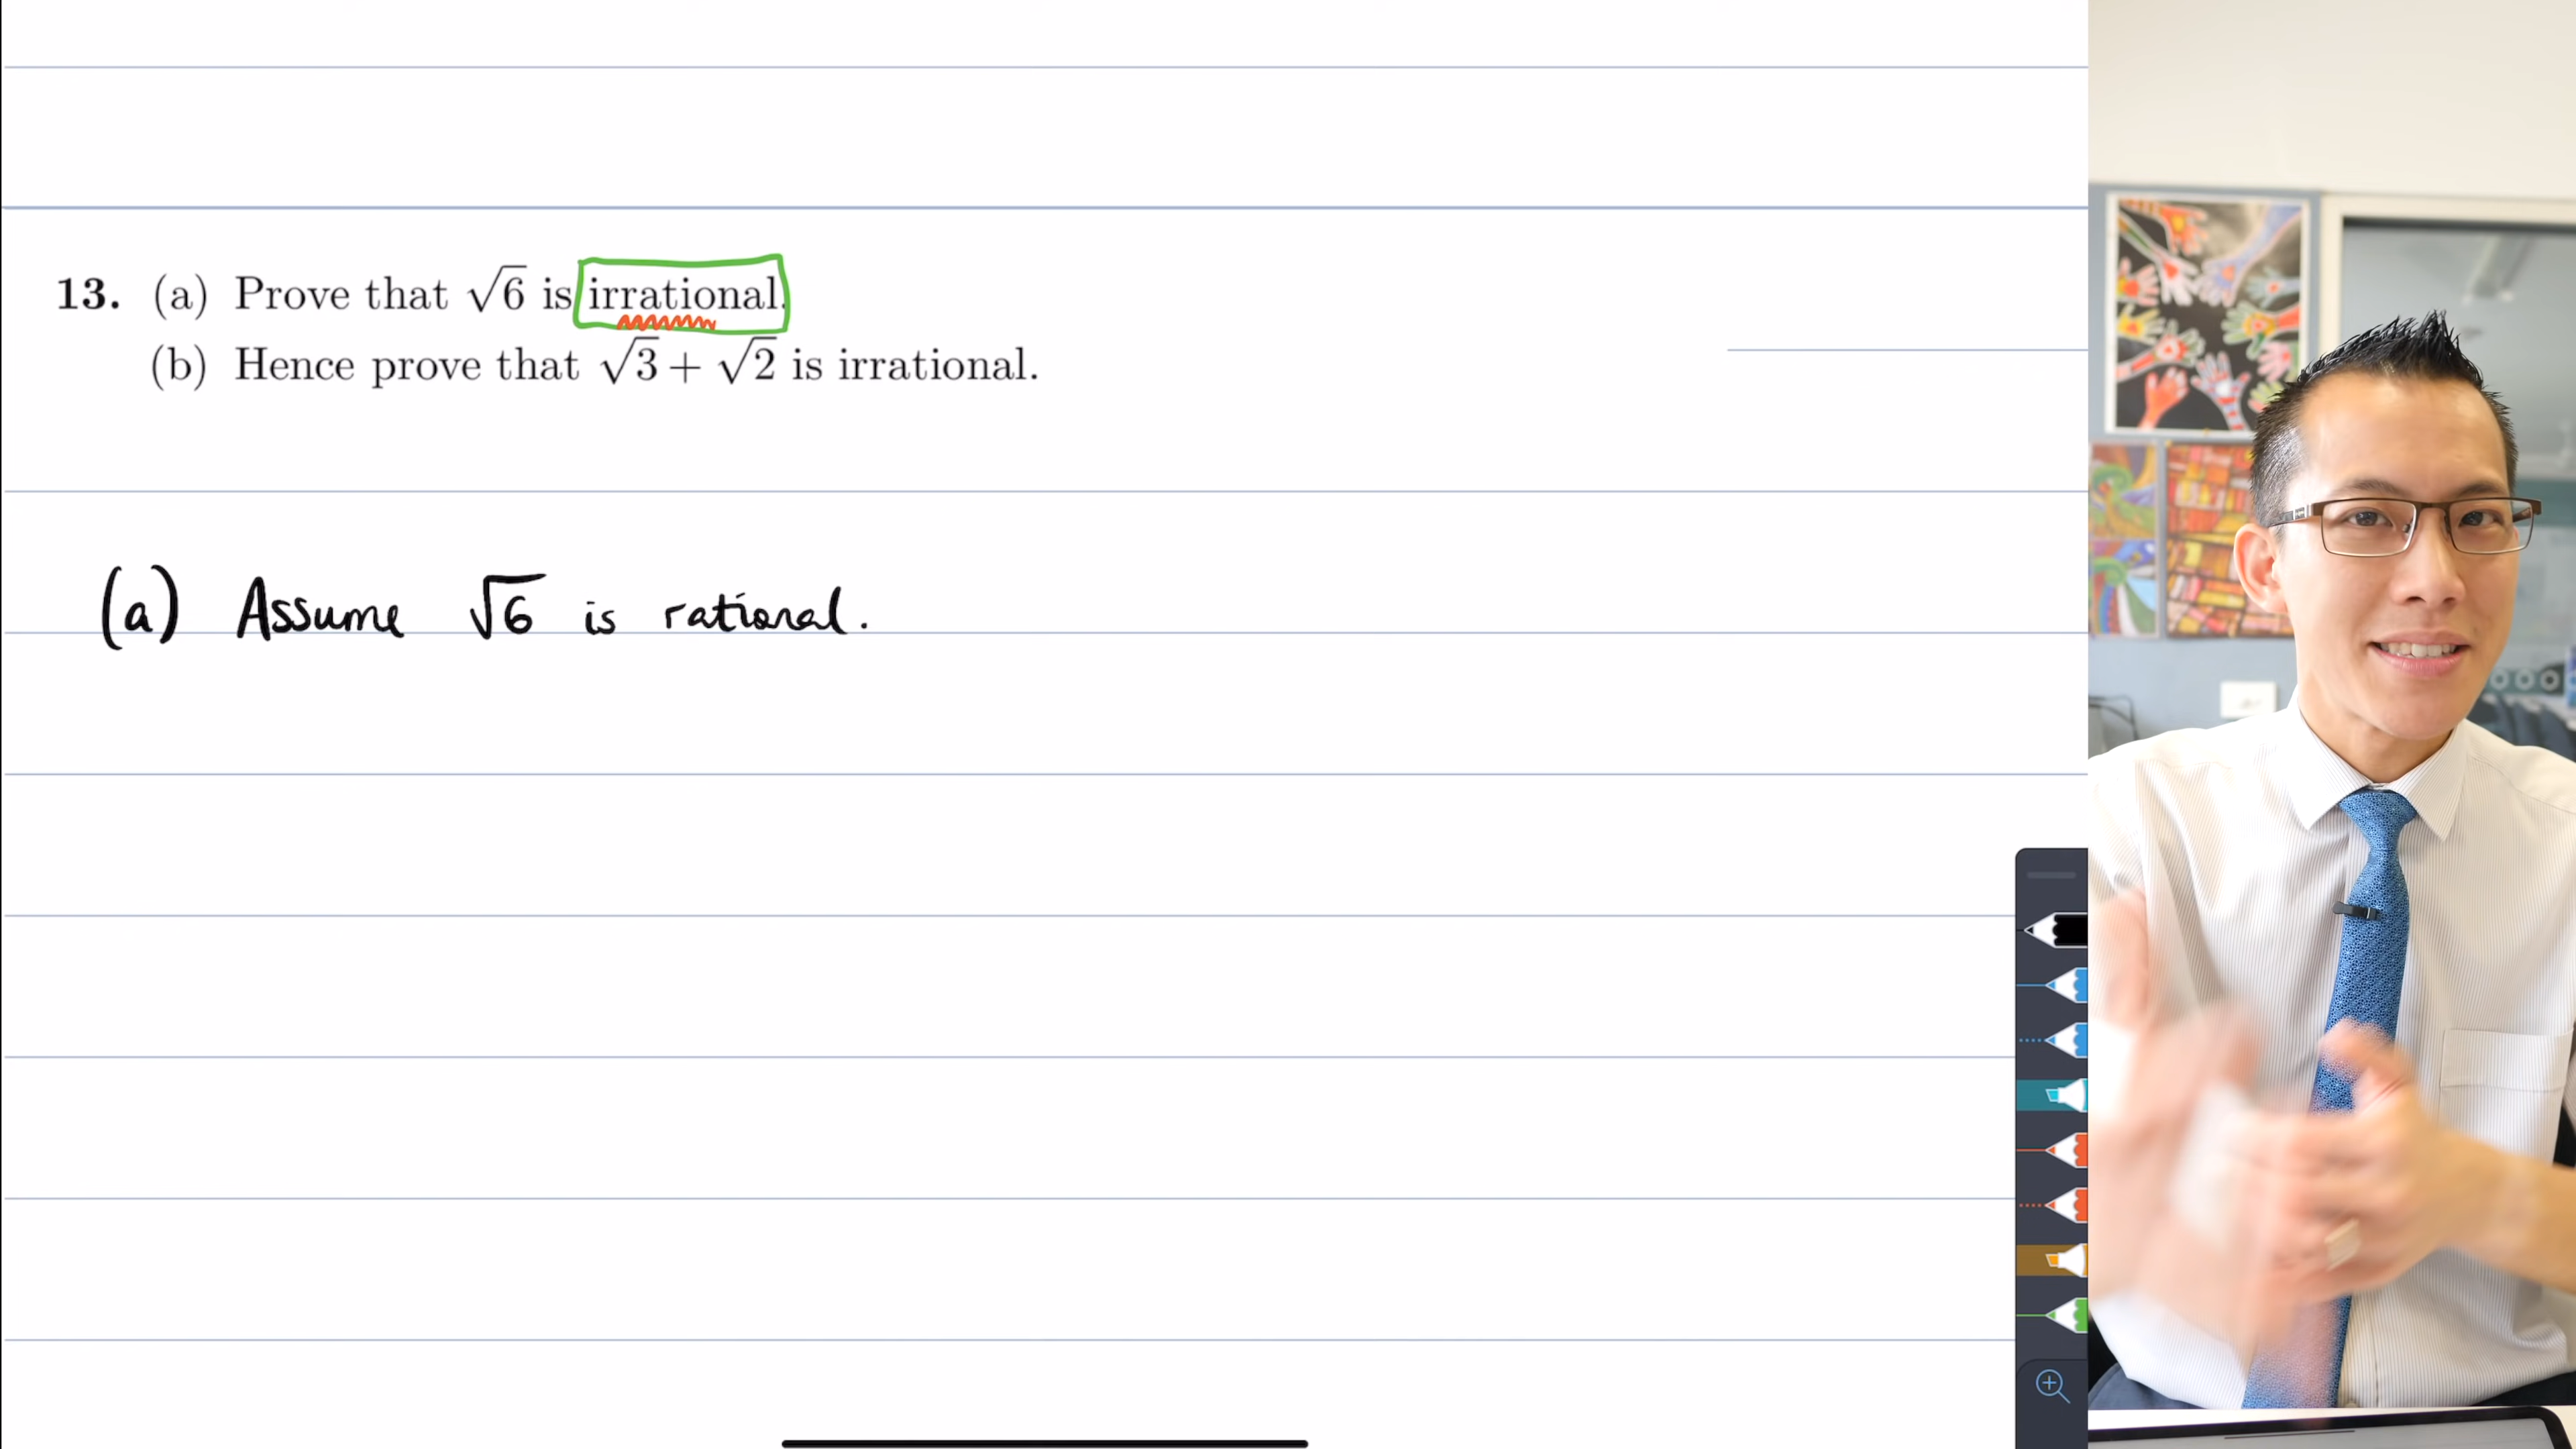 13. (a) Prove that √6 is irrational.
(b) Hence prove that √3 + √2 is irrational.
(a) Assume √6 is rational.